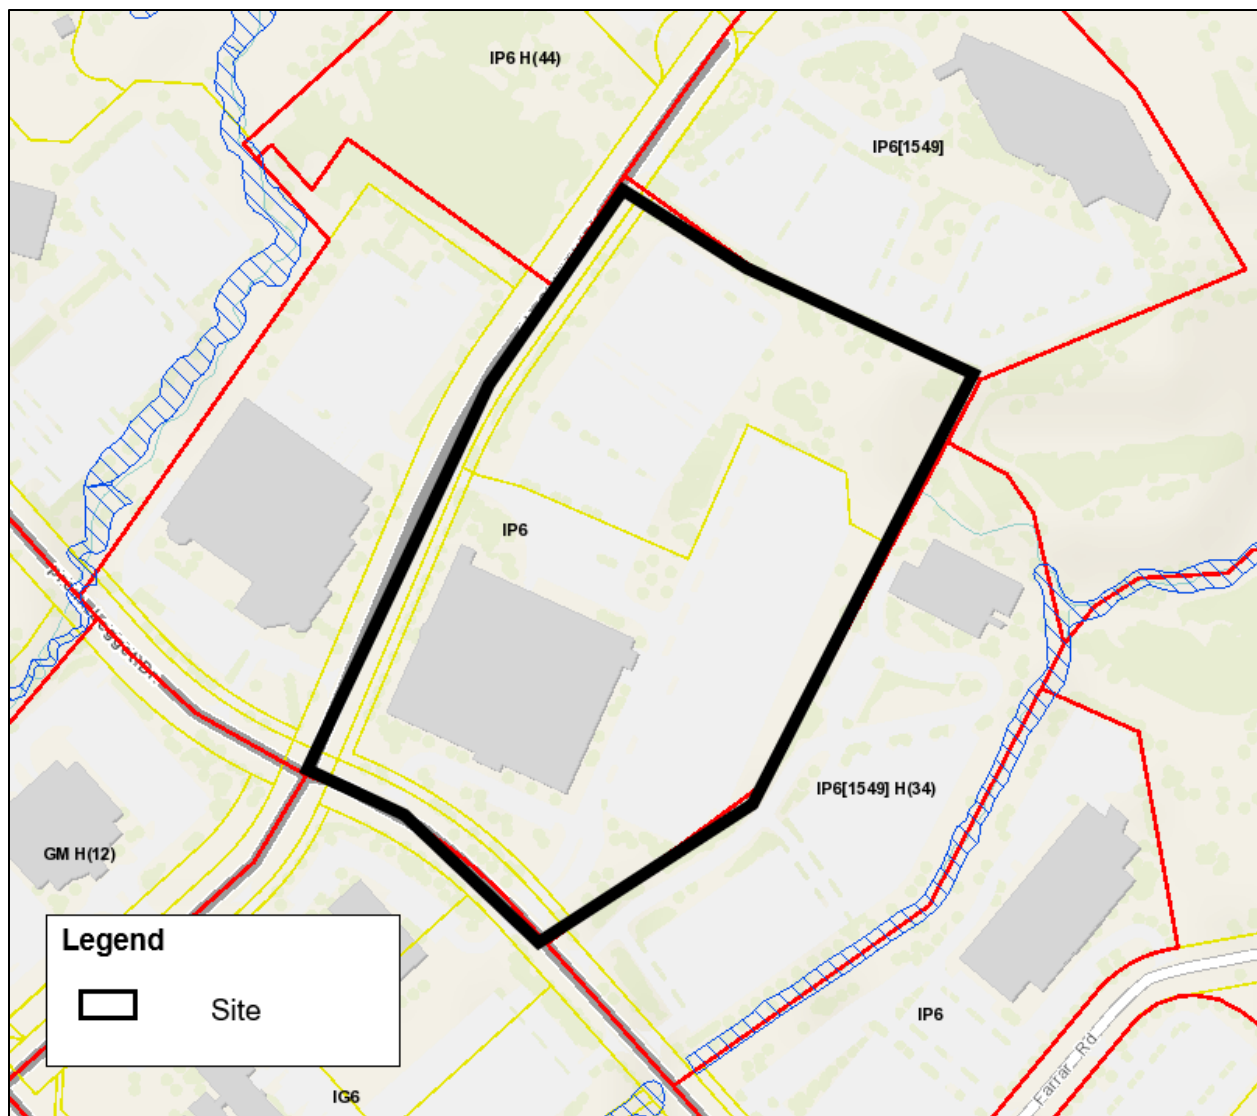 IP6 H(44)
IP6[1549]
IP6
IP6[1549] H(34)
GM H(12)
Legend
Site
IP6
Farrar Rd
IG6